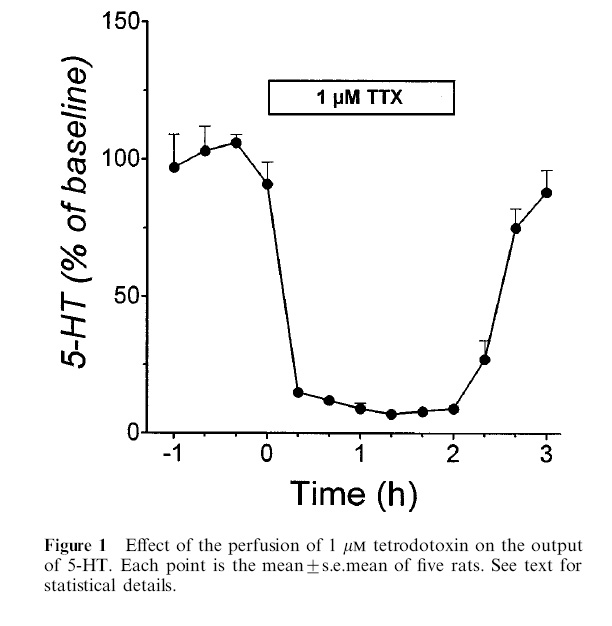 150
100
50
0
5-HT (% of baseline)
1 µM TTX
-1 0 1 2 3
Time (h)
Figure 1 Effect of the perfusion of 1 µM tetrodotoxin on the output
of 5-HT. Each point is the mean±s.e.mean of five rats. See text for
statistical details.